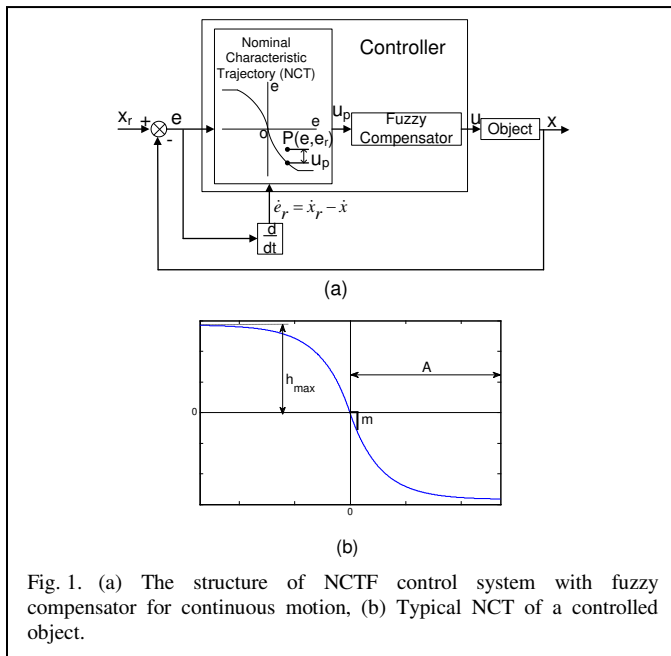 Nominal
Characteristic
Trajectory (NCT)
Controller
e
x_r + e
-
o
e
P(e,e_r)
u_p
u_p
Fuzzy
Compensator
u
Object
x
ė_r = ẋ_r − ẋ
d
dt
(a)
h_max
A
0
m
0
(b)
Fig. 1. (a) The structure of NCTF control system with fuzzy
compensator for continuous motion, (b) Typical NCT of a controlled
object.